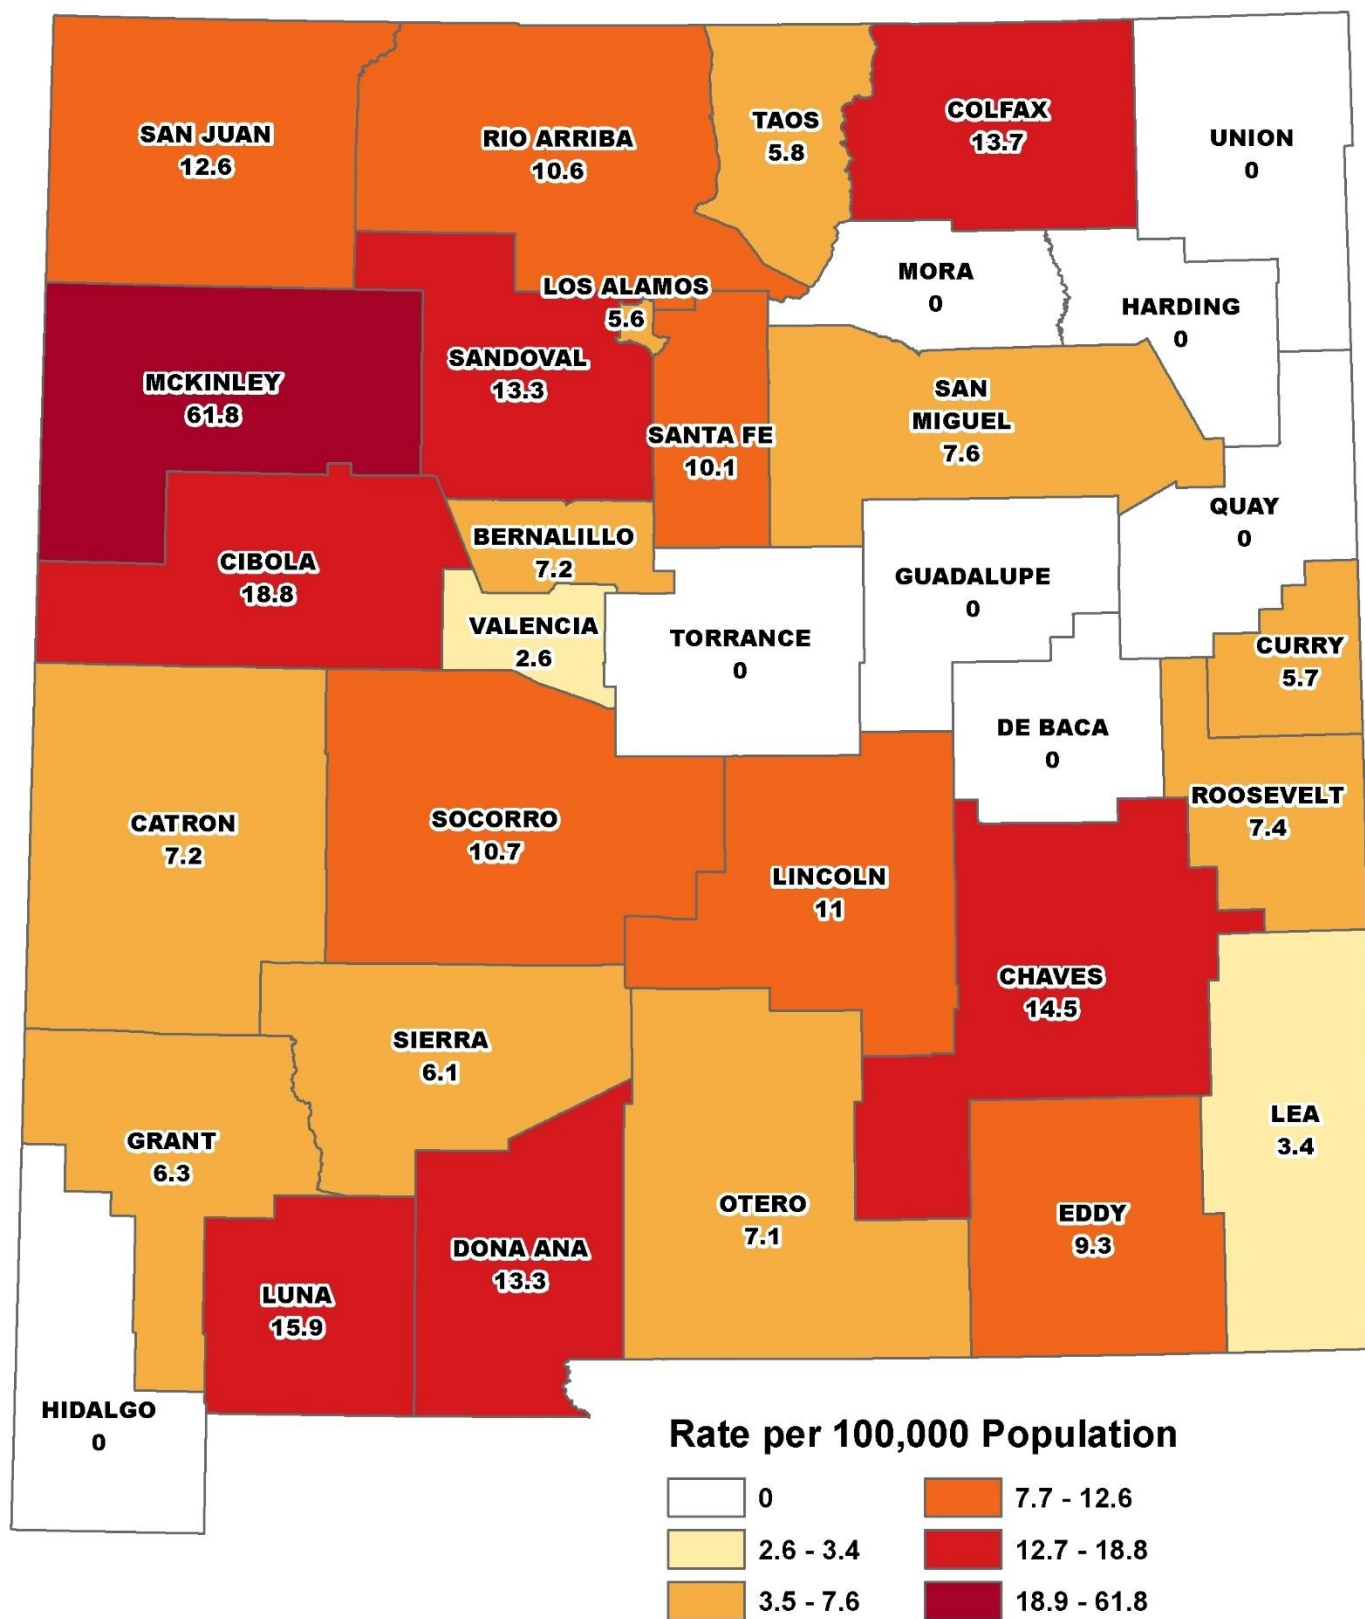 SAN JUAN
12.6
RIO ARRIBA
10.6
TAOS
5.8
COLFAX
13.7
UNION
0
LOS ALAMOS
5.6
MORA
0
HARDING
0
MCKINLEY
61.8
SANDOVAL
13.3
SANTA FE
10.1
SAN
MIGUEL
7.6
QUAY
0
CIBOLA
18.8
BERNALILLO
7.2
VALENCIA
2.6
TORRANCE
0
GUADALUPE
0
CURRY
5.7
DE BACA
0
ROOSEVELT
7.4
CATRON
7.2
SOCORRO
10.7
LINCOLN
11
CHAVES
14.5
SIERRA
6.1
LEA
3.4
GRANT
6.3
OTERO
7.1
EDDY
9.3
DONA ANA
13.3
LUNA
15.9
HIDALGO
0
Rate per 100,000 Population
0
2.6 - 3.4
3.5 - 7.6
7.7 - 12.6
12.7 - 18.8
18.9 - 61.8